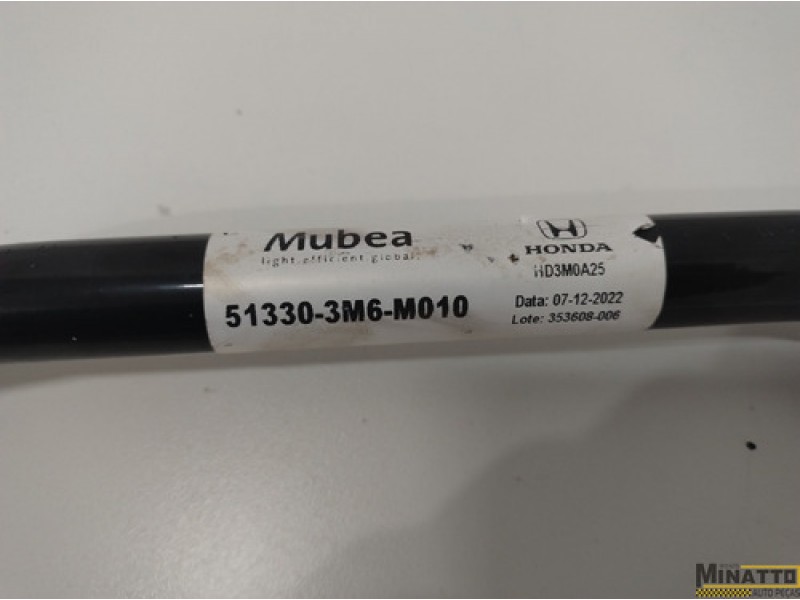 Mubea
light.efficient.global.
51330-3M6-M010
HONDA
HD3M0A25
Data: 07-12-2022
Lote: 353608-006
MINATTO
AUTO PEÇAS